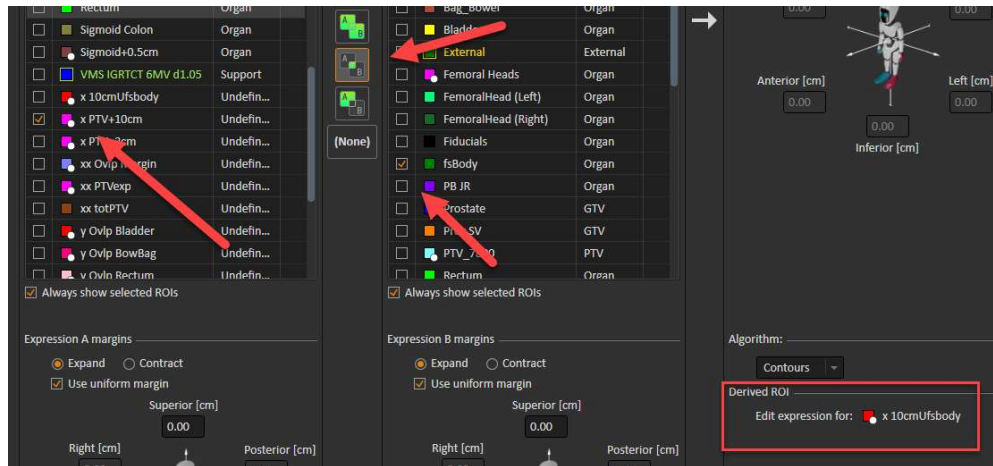 Rectum Organ
Sigmoid Colon Organ
Sigmoid+0.5cm Organ
VMS IGRTCT 6MV d1.05 Support
x 10cmUfsbody Undefin...
x PTV+10cm Undefin...
x PT 2cm Undefin...
xx Ovlp Margin Undefin...
xx PTVexp Undefin...
xx totPTV Undefin...
y Ovlp Bladder Undefin...
y Ovlp BowBag Undefin...
y Ovlp Rectum Undefin...
Always show selected ROIs
Expression A margins
Expand Contract
Use uniform margin
Superior [cm]
0.00
Right [cm] Posterior [cm]
A
B
A
B
A
B
(None)
Bag_Bowel Organ
Bladder Organ
External External
Femoral Heads Organ
FemoralHead (Left) Organ
FemoralHead (Right) Organ
Fiducials Organ
fsBody Organ
PB JR Organ
Prostate GTV
SV GTV
PTV_7 PTV
Rectum Organ
Always show selected ROIs
Expression B margins
Expand Contract
Use uniform margin
Superior [cm]
0.00
Right [cm] Posterior [cm]
0.00 0.00
Anterior [cm] Left [cm]
0.00 0.00
0.00
Inferior [cm]
Algorithm:
Contours
Derived ROI
Edit expression for: x 10cmUfsbody